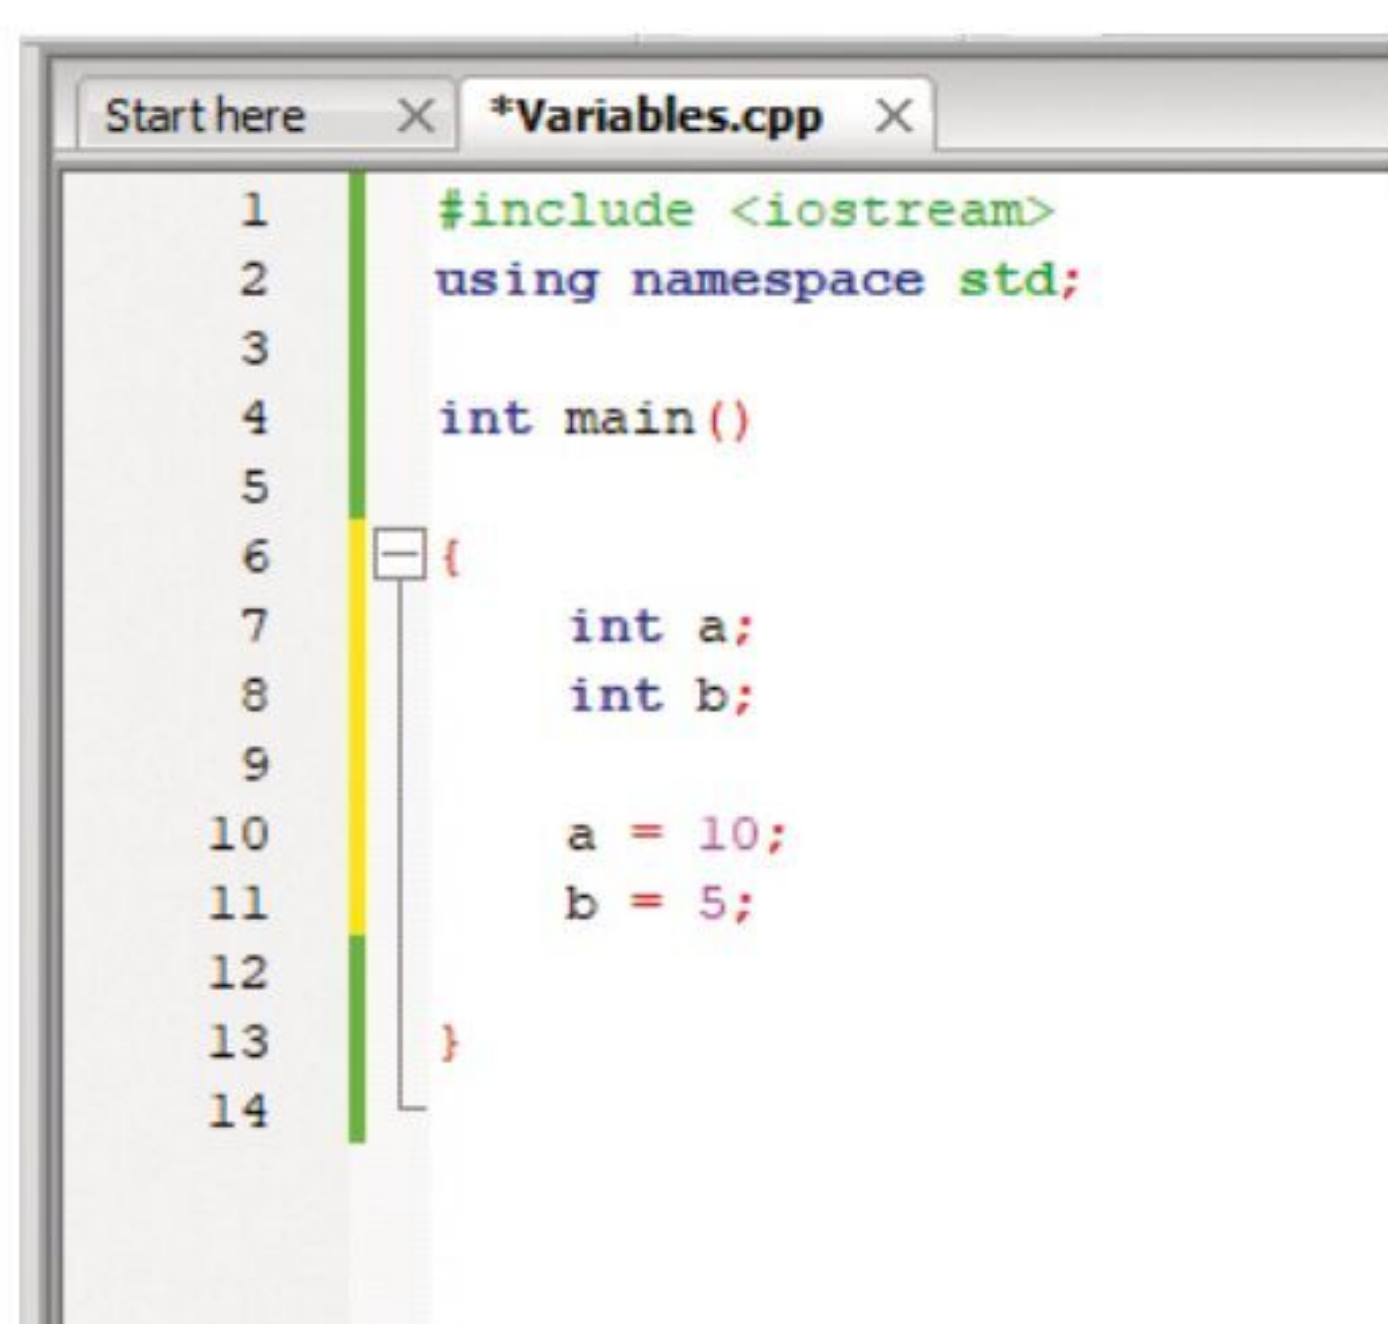 Start here
*Variables.cpp
1 #include <iostream>
2 using namespace std;
3
4 int main()
5
6 {
7 int a;
8 int b;
9
10 a = 10;
11 b = 5;
12
13 }
14